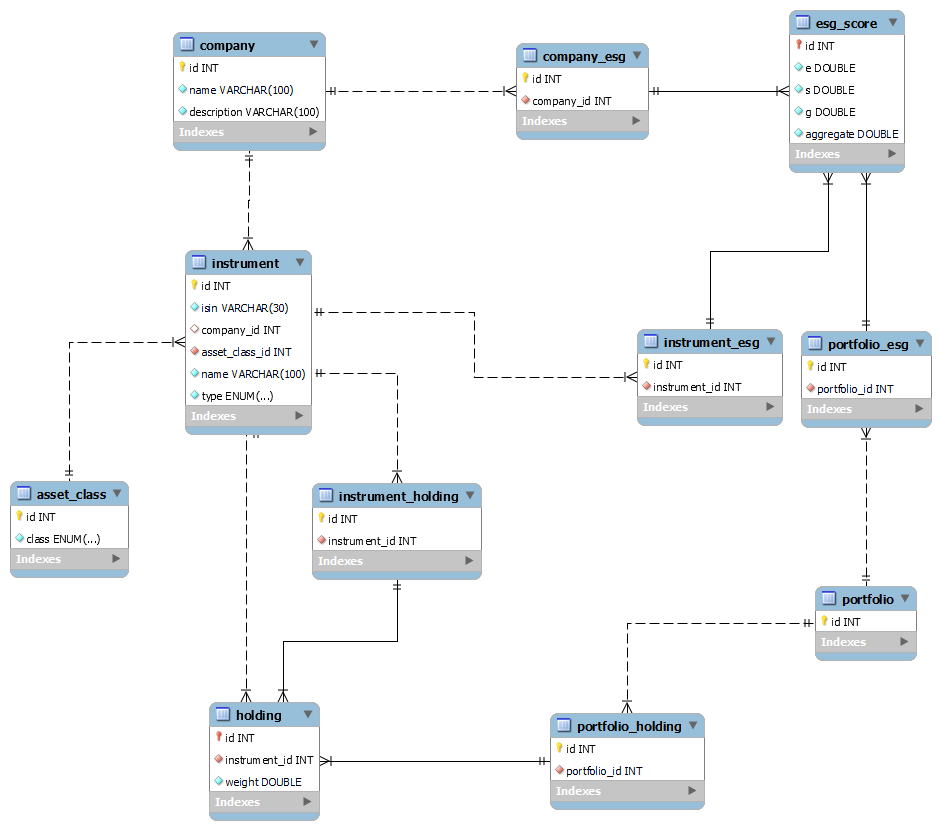 company
id INT
name VARCHAR(100)
description VARCHAR(100)
Indexes
company_esg
id INT
company_id INT
Indexes
esg_score
id INT
e DOUBLE
s DOUBLE
g DOUBLE
aggregate DOUBLE
Indexes
instrument
id INT
isin VARCHAR(30)
company_id INT
asset_class_id INT
name VARCHAR(100)
type ENUM(...)
Indexes
instrument_esg
id INT
instrument_id INT
Indexes
portfolio_esg
id INT
portfolio_id INT
Indexes
asset_class
id INT
class ENUM(...)
Indexes
instrument_holding
id INT
instrument_id INT
Indexes
portfolio
id INT
Indexes
holding
id INT
instrument_id INT
weight DOUBLE
Indexes
portfolio_holding
id INT
portfolio_id INT
Indexes